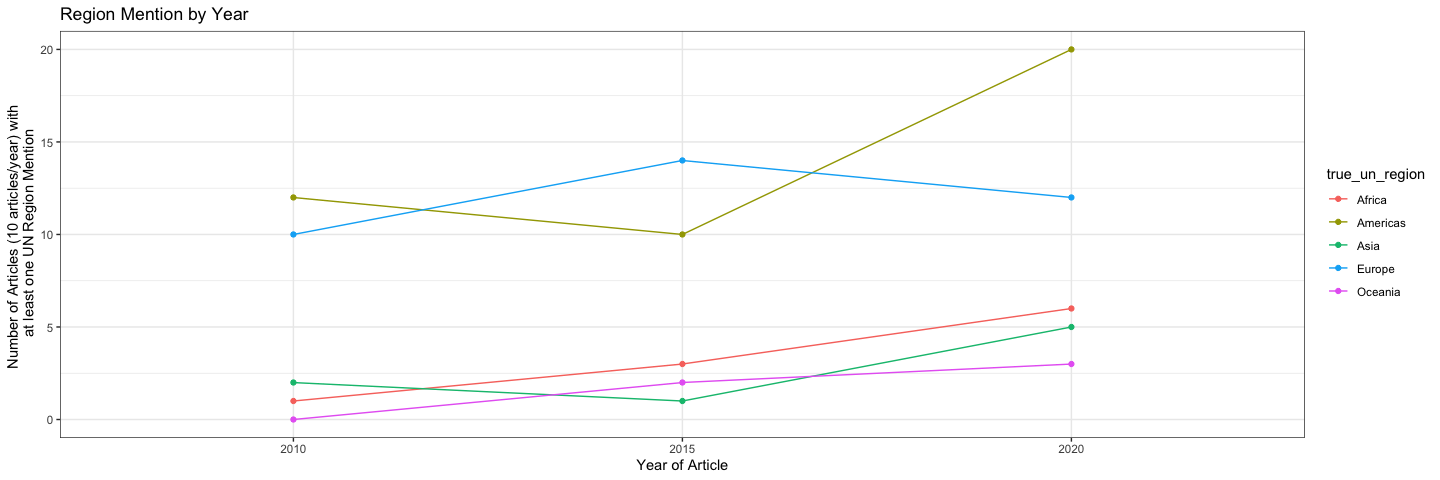 Region Mention by Year
Number of Articles (10 articles/year) with
at least one UN Region Mention
20
15
10
5
0
2010
2015
2020
Year of Article
true_un_region
Africa
Americas
Asia
Europe
Oceania